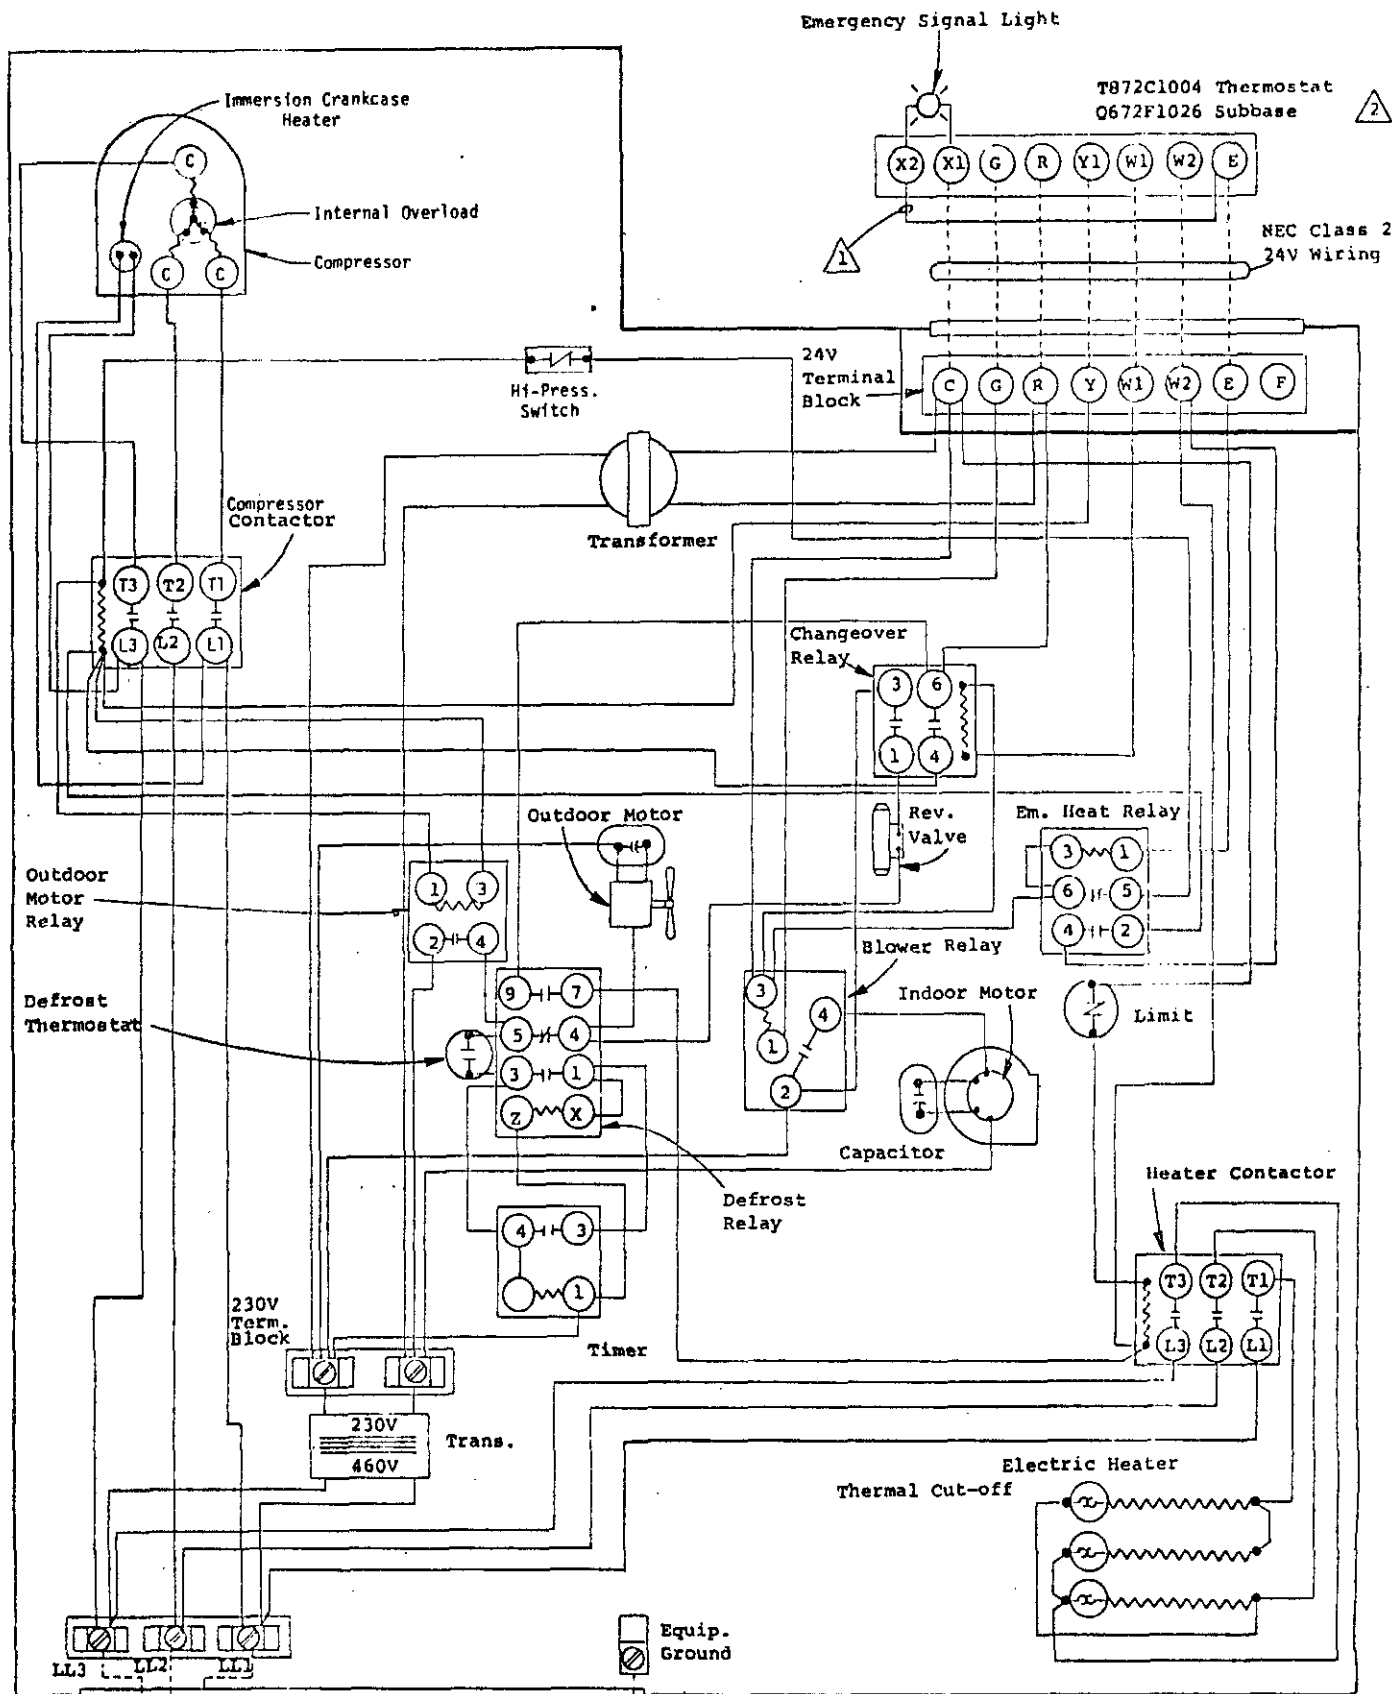 Emergency Signal Light
T872C1004 Thermostat
Q672F1026 Subbase
2
Immersion Crankcase
Heater
C
X2 X1 G R Y1 W1 W2 E
Internal Overload
NEC Class 2
24V Wiring
1
Compressor
C C
24V
Terminal
Block
Hi-Press.
Switch
C G R Y W1 W2 E F
Compressor
Contactor
Transformer
T3 T2 T1
L3 L2 L1
Changeover
Relay
3 6
1 4
Outdoor Motor
Rev.
Valve
Em. Heat Relay
3 1
6 5
4 2
Outdoor
Motor
Relay
1 3
2 4
Blower Relay
3
4
1
2
Indoor Motor
Limit
Defrost
Thermostat
9 7
5 4
3 1
Z X
Capacitor
Defrost
Relay
Heater Contactor
4 3
1
Timer
T3 T2 T1
L3 L2 L1
230V
Term.
Block
230V
460V
Trans.
Electric Heater
Thermal Cut-off
Equip.
Ground
LL3 LL2 LL1